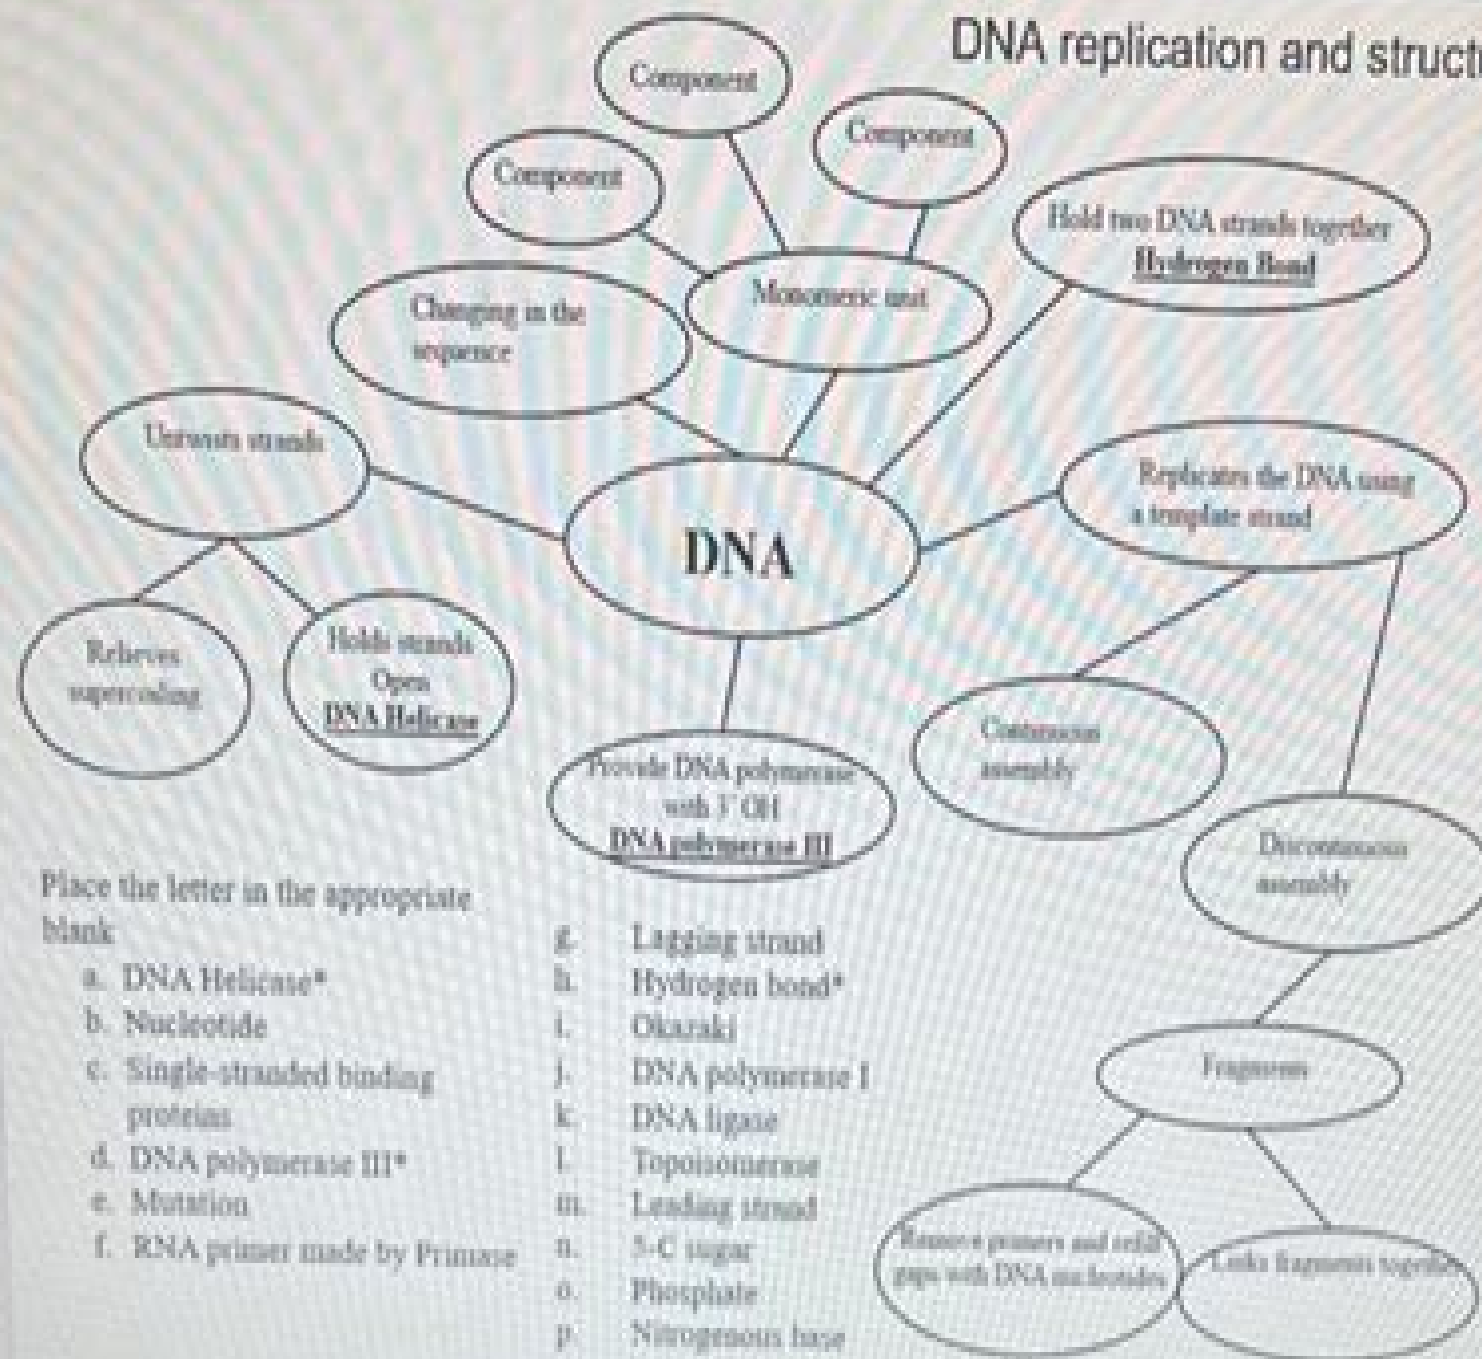 DNA replication and struct
Component
Component
Component
Hold two DNA strands together
Hydrogen Bond
Monomeric unit
Changing in the
sequence
Untwists strands
Replicates the DNA using
a template strand
DNA
Relieves
supercoiling
Holds strands
Open
DNA Helicase
Continuous
assembly
Provide DNA polymerase
with 3' OH
DNA polymerase III
Discontinuous
assembly
Fragments
Remove primers and refill
gaps with DNA nucleotides
Links fragments together
Place the letter in the appropriate
blank
a. DNA Helicase*
b. Nucleotide
c. Single-stranded binding
proteins
d. DNA polymerase III*
e. Mutation
f. RNA primer made by Primase
g. Lagging strand
h. Hydrogen bond*
i. Okazaki
j. DNA polymerase I
k. DNA ligase
l. Topoisomerase
m. Leading strand
n. 5-C sugar
o. Phosphate
p. Nitrogenous base